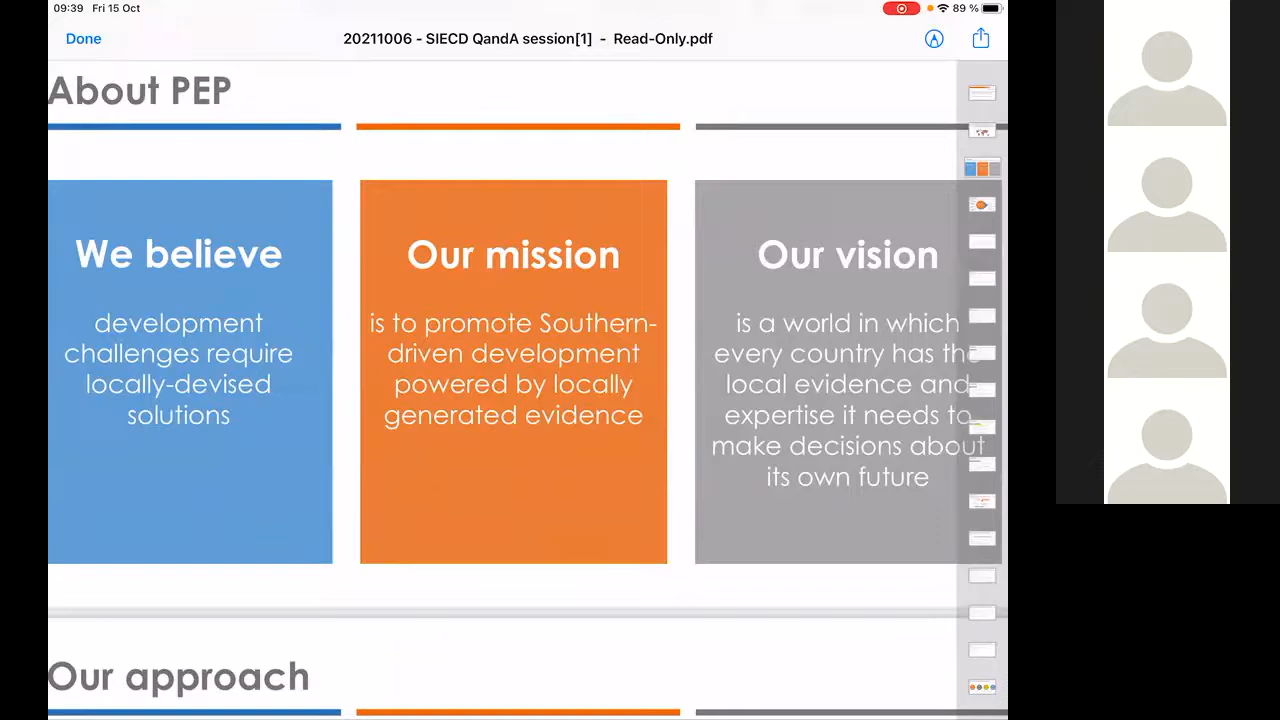 09:39 Fri 15 Oct
89 %
Done
20211006 - SIECD QandA session[1] - Read-Only.pdf
About PEP
We believe
development
challenges require
locally-devised
solutions
Our mission
is to promote Southern-
driven development
powered by locally
generated evidence
Our vision
is a world in which
every country has the
local evidence and
expertise it needs to
make decisions about
its own future
Our approach